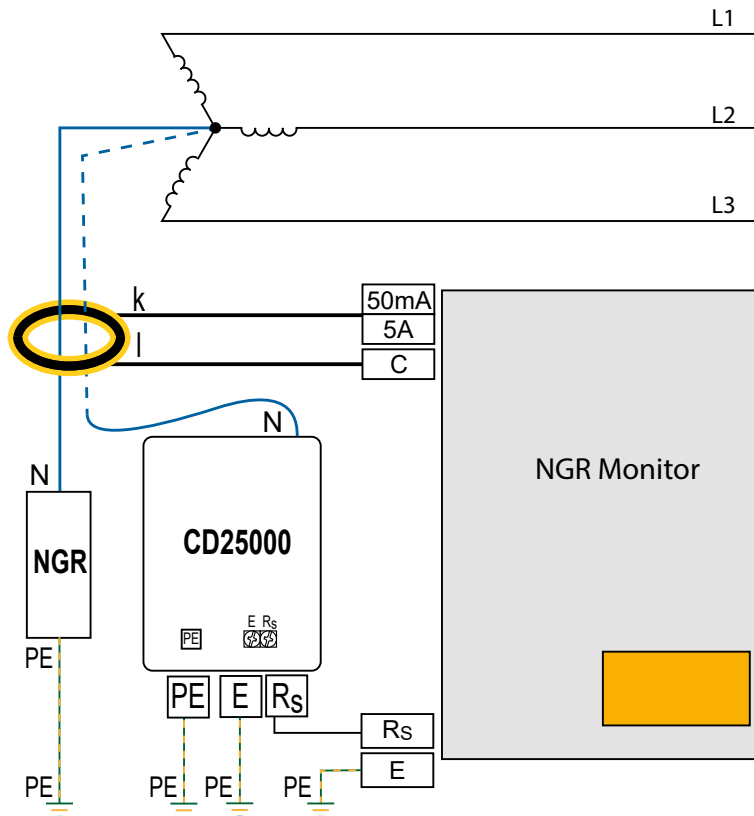 L1
L2
L3
k
50mA
5A
l
C
N
NGR Monitor
N
CD25000
NGR
E Rs
PE
PE
PE E Rs
Rs
E
PE PE PE PE